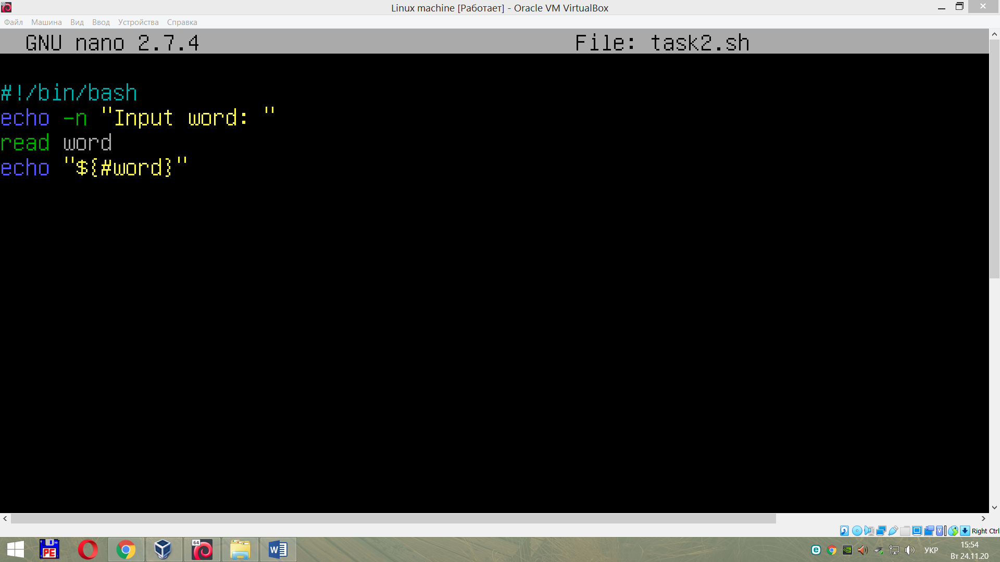 Linux machine [Работает] - Oracle VM VirtualBox
Файл Машина Вид Ввод Устройства Справка
GNU nano 2.7.4 File: task2.sh
#!/bin/bash
echo -n "Input word: "
read word
echo "${#word}"
Right Ctrl
PE
64
W
УКР
15:54
Вт 24.11.20